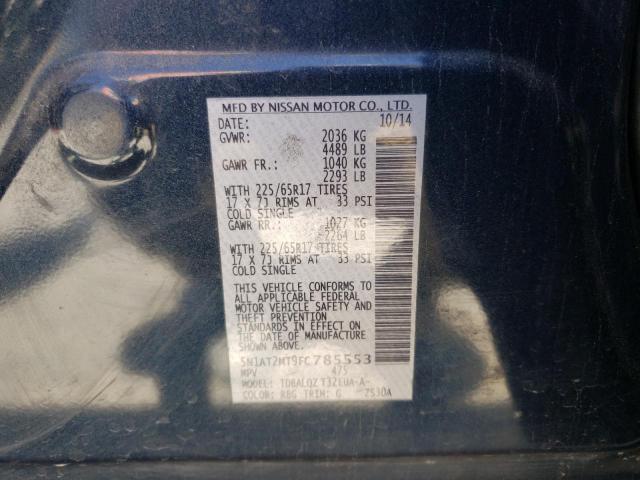 MFD BY NISSAN MOTOR CO., LTD.
DATE: 10/14
GVWR: 2036 KG
4489 LB
GAWR FR.: 1040 KG
2293 LB
WITH 225/65R17 TIRES
17 X 7J RIMS AT 33 PSI
COLD SINGLE
GAWR RR.: 1027 KG
2264 LB
WITH 225/65R17 TIRES
17 X 7J RIMS AT 33 PSI
COLD SINGLE
THIS VEHICLE CONFORMS TO
ALL APPLICABLE FEDERAL
MOTOR VEHICLE SAFETY AND
THEFT PREVENTION
STANDARDS IN EFFECT ON
THE DATE OF MANUFACTURE
SHOWN ABOVE.
5N1AT2MT9FC785553
MPV 475
MODEL:
COLOR: RBG TRIM: G